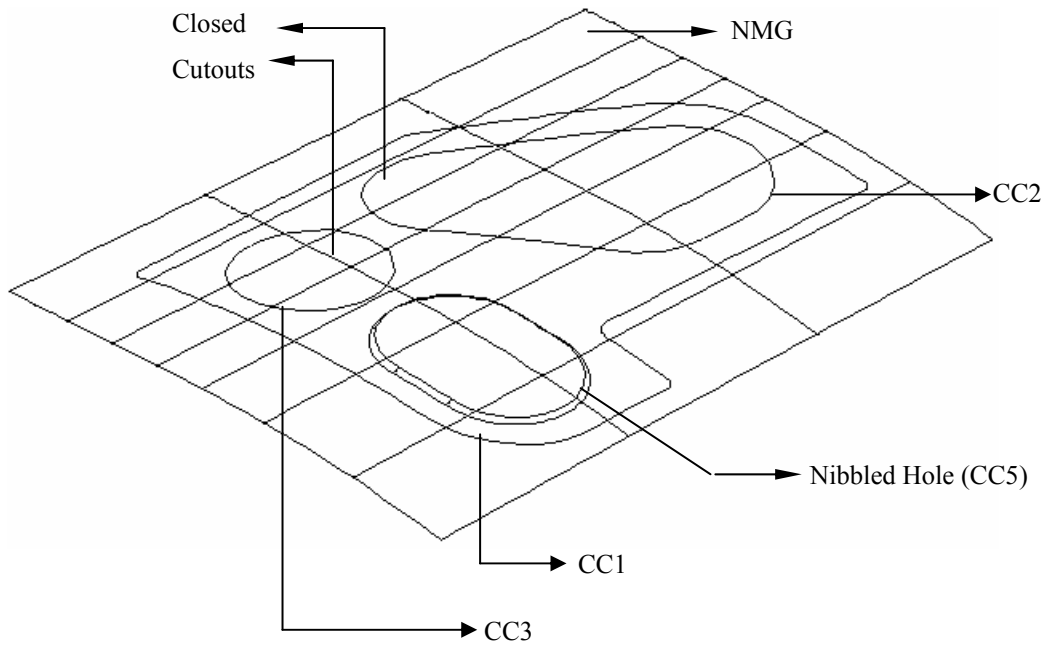 Closed
Cutouts
NMG
CC2
Nibbled Hole (CC5)
CC1
CC3